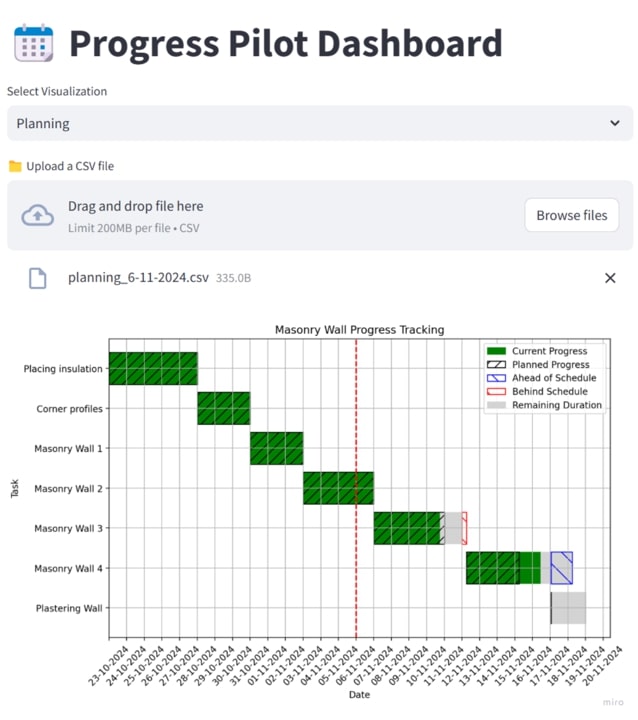 Progress Pilot Dashboard
Select Visualization
Planning
Upload a CSV file
Drag and drop file here
Limit 200MB per file • CSV
Browse files
planning_6-11-2024.csv 335.0B
Masonry Wall Progress Tracking
Current Progress
Planned Progress
Ahead of Schedule
Behind Schedule
Remaining Duration
Placing insulation
Corner profiles
Masonry Wall 1
Masonry Wall 2
Masonry Wall 3
Masonry Wall 4
Plastering Wall
Task
23-10-2024
24-10-2024
25-10-2024
26-10-2024
27-10-2024
28-10-2024
29-10-2024
30-10-2024
31-10-2024
01-11-2024
02-11-2024
03-11-2024
04-11-2024
05-11-2024
06-11-2024
07-11-2024
08-11-2024
09-11-2024
10-11-2024
11-11-2024
12-11-2024
13-11-2024
14-11-2024
15-11-2024
16-11-2024
17-11-2024
18-11-2024
19-11-2024
20-11-2024
Date
miro